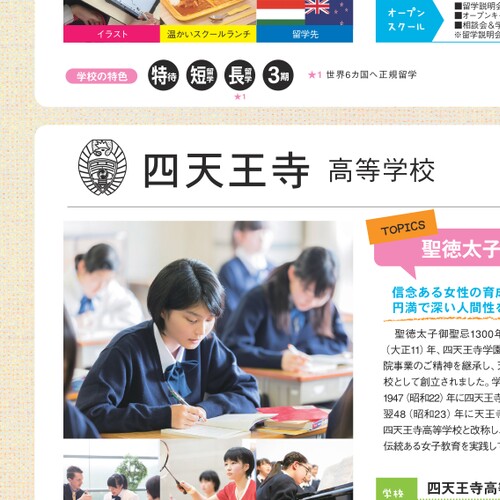 イラスト
温かいスクールランチ
留学先
オープン
スクール
■留学説明会
■オープンキ
■相談会&学
※留学説明会
学校の特色
特待
短留学
長留学
3期
★1 世界6カ国へ正規留学
★1
四天王寺 高等学校
TOPICS
聖徳太子
信念ある女性の育成
円満で深い人間性を
聖徳太子御聖忌1300年
(大正11)年、四天王寺学園
院事業のご精神を継承し、天
校として創立されました。学
1947(昭和22)年に四天王寺
翌48(昭和23)年に天王寺
四天王寺高等学校と改称し、
伝統ある女子教育を実践して
学校
四天王寺高